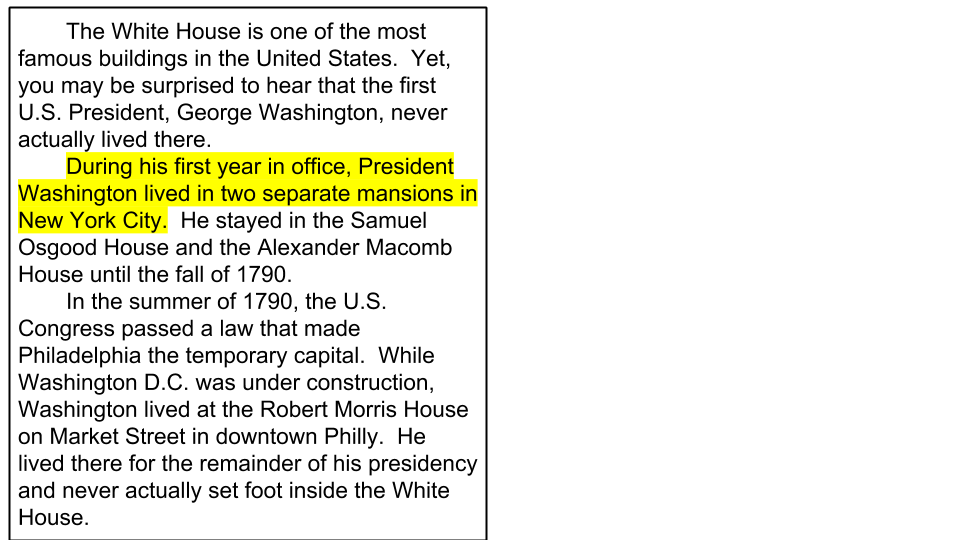 The White House is one of the most
famous buildings in the United States.  Yet,
you may be surprised to hear that the first
U.S. President, George Washington, never
actually lived there.
During his first year in office, President
Washington lived in two separate mansions in
New York City.  He stayed in the Samuel
Osgood House and the Alexander Macomb
House until the fall of 1790.
In the summer of 1790, the U.S.
Congress passed a law that made
Philadelphia the temporary capital.  While
Washington D.C. was under construction,
Washington lived at the Robert Morris House
on Market Street in downtown Philly.  He
lived there for the remainder of his presidency
and never actually set foot inside the White
House.